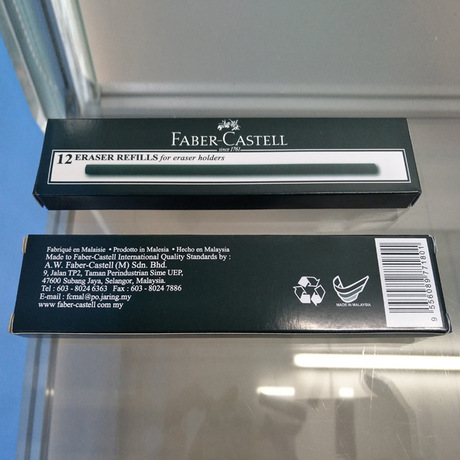 FABER-CASTELL
since 1761
12 ERASER REFILLS for eraser holders
Fabriqué en Malaisie • Prodotto in Malesia • Hecho en Malaysia
Made to Faber-Castell International Quality Standards by :
A.W. Faber-Castell (M) Sdn. Bhd.
9, Jalan TP2, Taman Perindustrian Sime UEP,
47600 Subang Jaya, Selangor, Malaysia.
Tel : 603 - 8024 6363 Fax : 603 - 8024 7886
E-mail : fcmal@po.jaring.my
www.faber-castell.com.my
MADE IN MALAYSIA
9 556089 771801